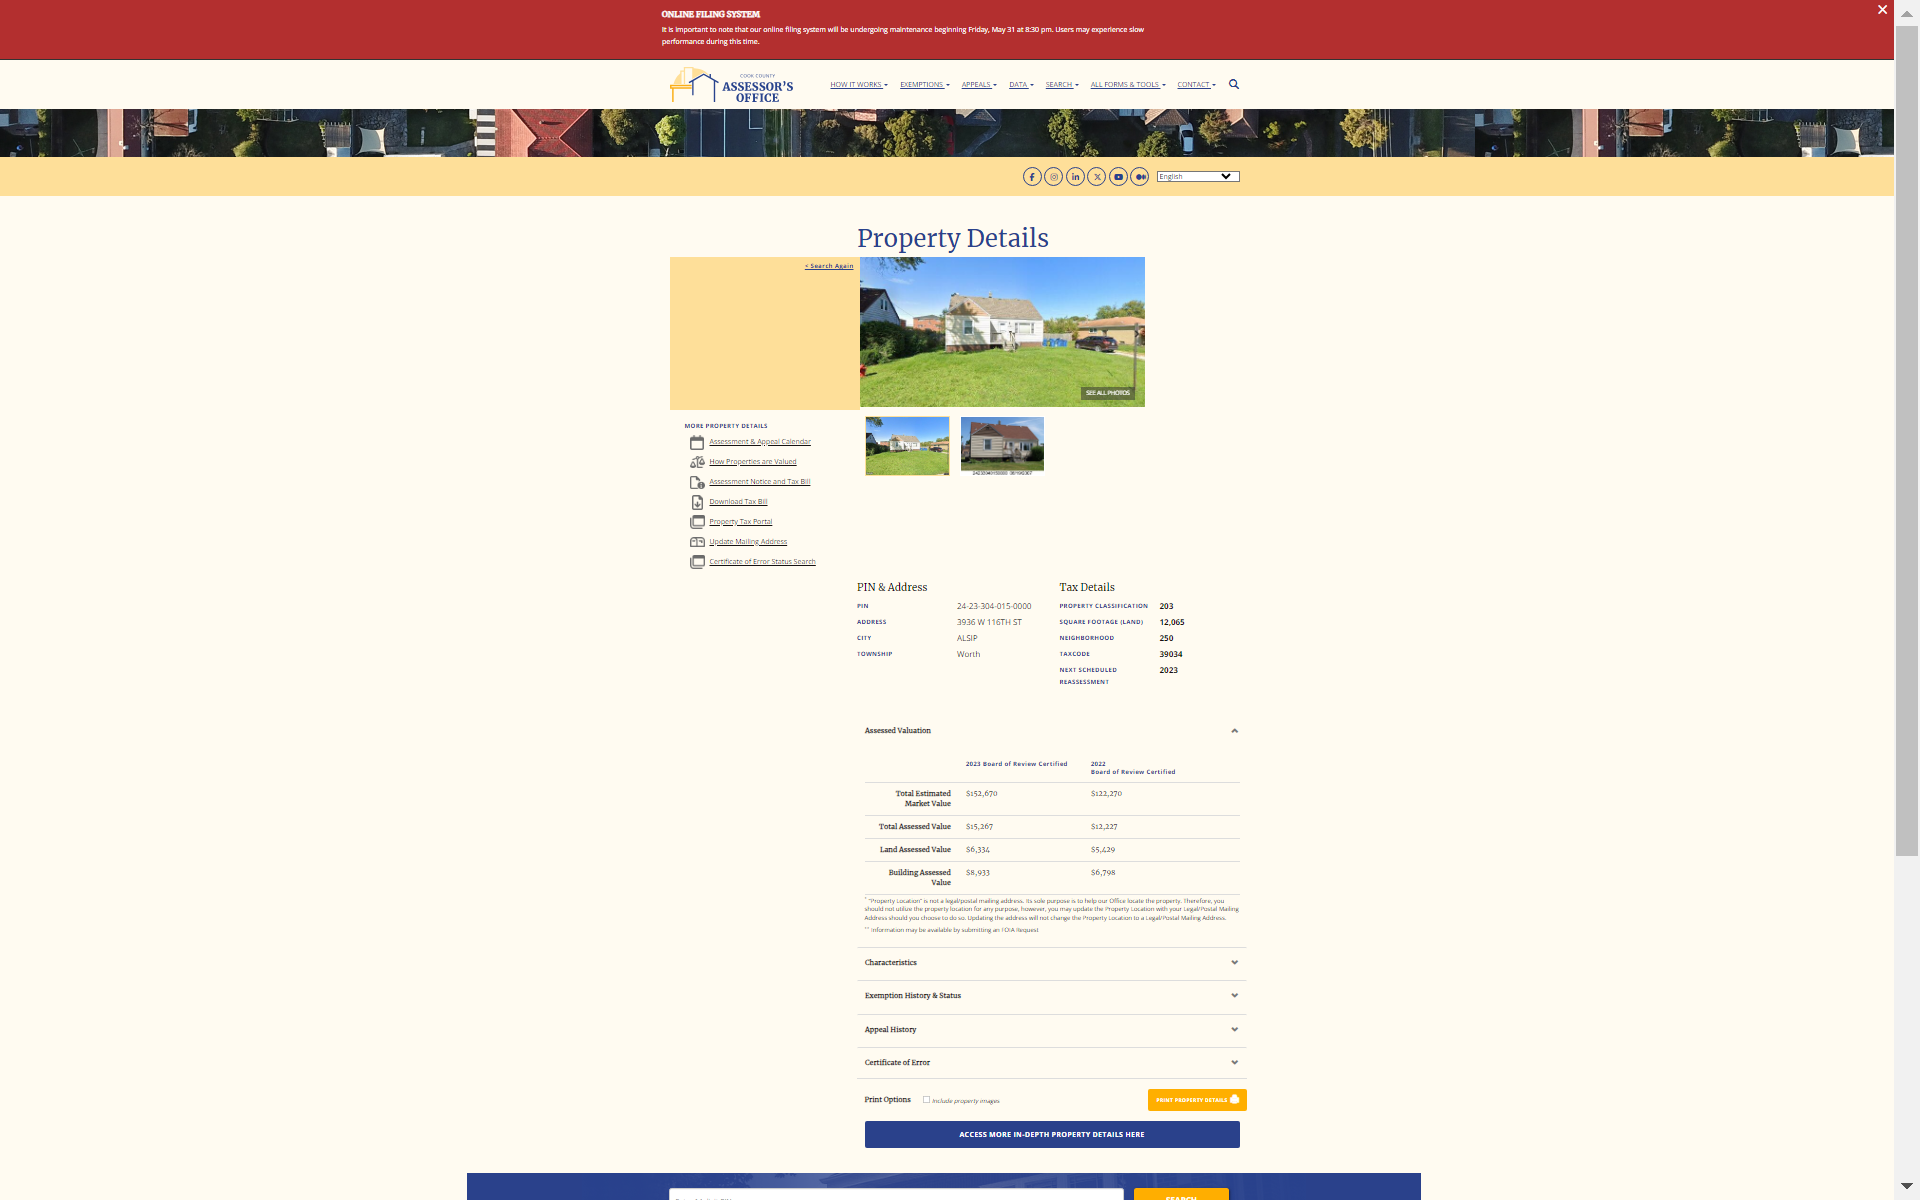 ONLINE FILING SYSTEM
It is important to note that our online filing system will be undergoing maintenance beginning Friday, May 31 at 8:30 pm. Users may experience slow
performance during this time.
COOK COUNTY
ASSESSOR'S
OFFICE
HOW IT WORKS
EXEMPTIONS
APPEALS
DATA
SEARCH
ALL FORMS & TOOLS
CONTACT
English
Property Details
< Search Again
SEE ALL PHOTOS
MORE PROPERTY DETAILS
Assessment & Appeal Calendar
How Properties are Valued
Assessment Notice and Tax Bill
Download Tax Bill
Property Tax Portal
Update Mailing Address
Certificate of Error Status Search
PIN & Address
PIN 24-23-304-015-0000
ADDRESS 3936 W 116TH ST
CITY ALSIP
TOWNSHIP Worth
Tax Details
PROPERTY CLASSIFICATION 203
SQUARE FOOTAGE (LAND) 12,065
NEIGHBORHOOD 250
TAXCODE 39034
NEXT SCHEDULED 2023
REASSESSMENT
Assessed Valuation
2023 Board of Review Certified
2022
Board of Review Certified
Total Estimated $152,670 $122,270
Market Value
Total Assessed Value $15,267 $12,227
Land Assessed Value $6,334 $5,429
Building Assessed $8,933 $6,798
Value
* "Property Location" is not a legal/postal mailing address. Its sole purpose is to help our Office locate the property. Therefore, you
should not utilize the property location for any purpose, however, you may update the Property Location with your Legal/Postal Mailing
Address should you choose to do so. Updating the address will not change the Property Location to a Legal/Postal Mailing Address.
** Information may be available by submitting an FOIA Request
Characteristics
Exemption History & Status
Appeal History
Certificate of Error
Print Options
Include property images
PRINT PROPERTY DETAILS
ACCESS MORE IN-DEPTH PROPERTY DETAILS HERE
SEARCH